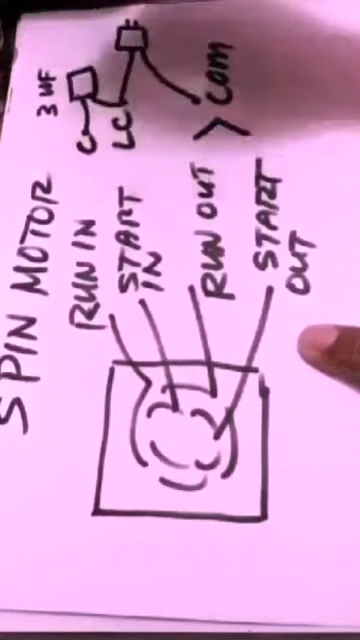 SPIN MOTOR
3 UF
C
LC
> COM
RUN IN
START
IN
RUN OUT
START
OUT